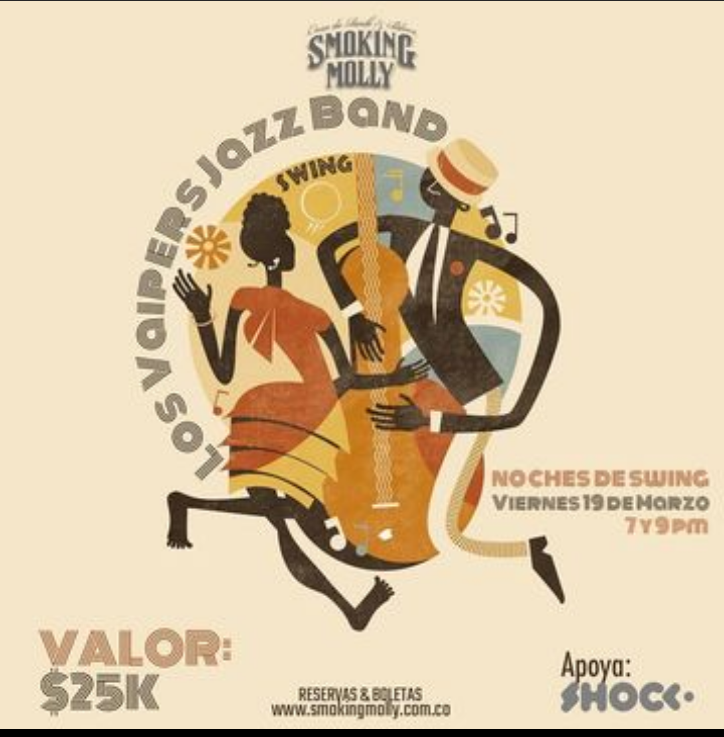 SMOKING
MOLLY
LOS VAIPERS JAZZ BAND
SWING
NOCHES DE SWING
VIERNES 19 DE MARZO
7 Y 9 PM
VALOR:
$25K
RESERVAS & BOLETAS
www.smokingmolly.com.co
Apoya:
SHOCK